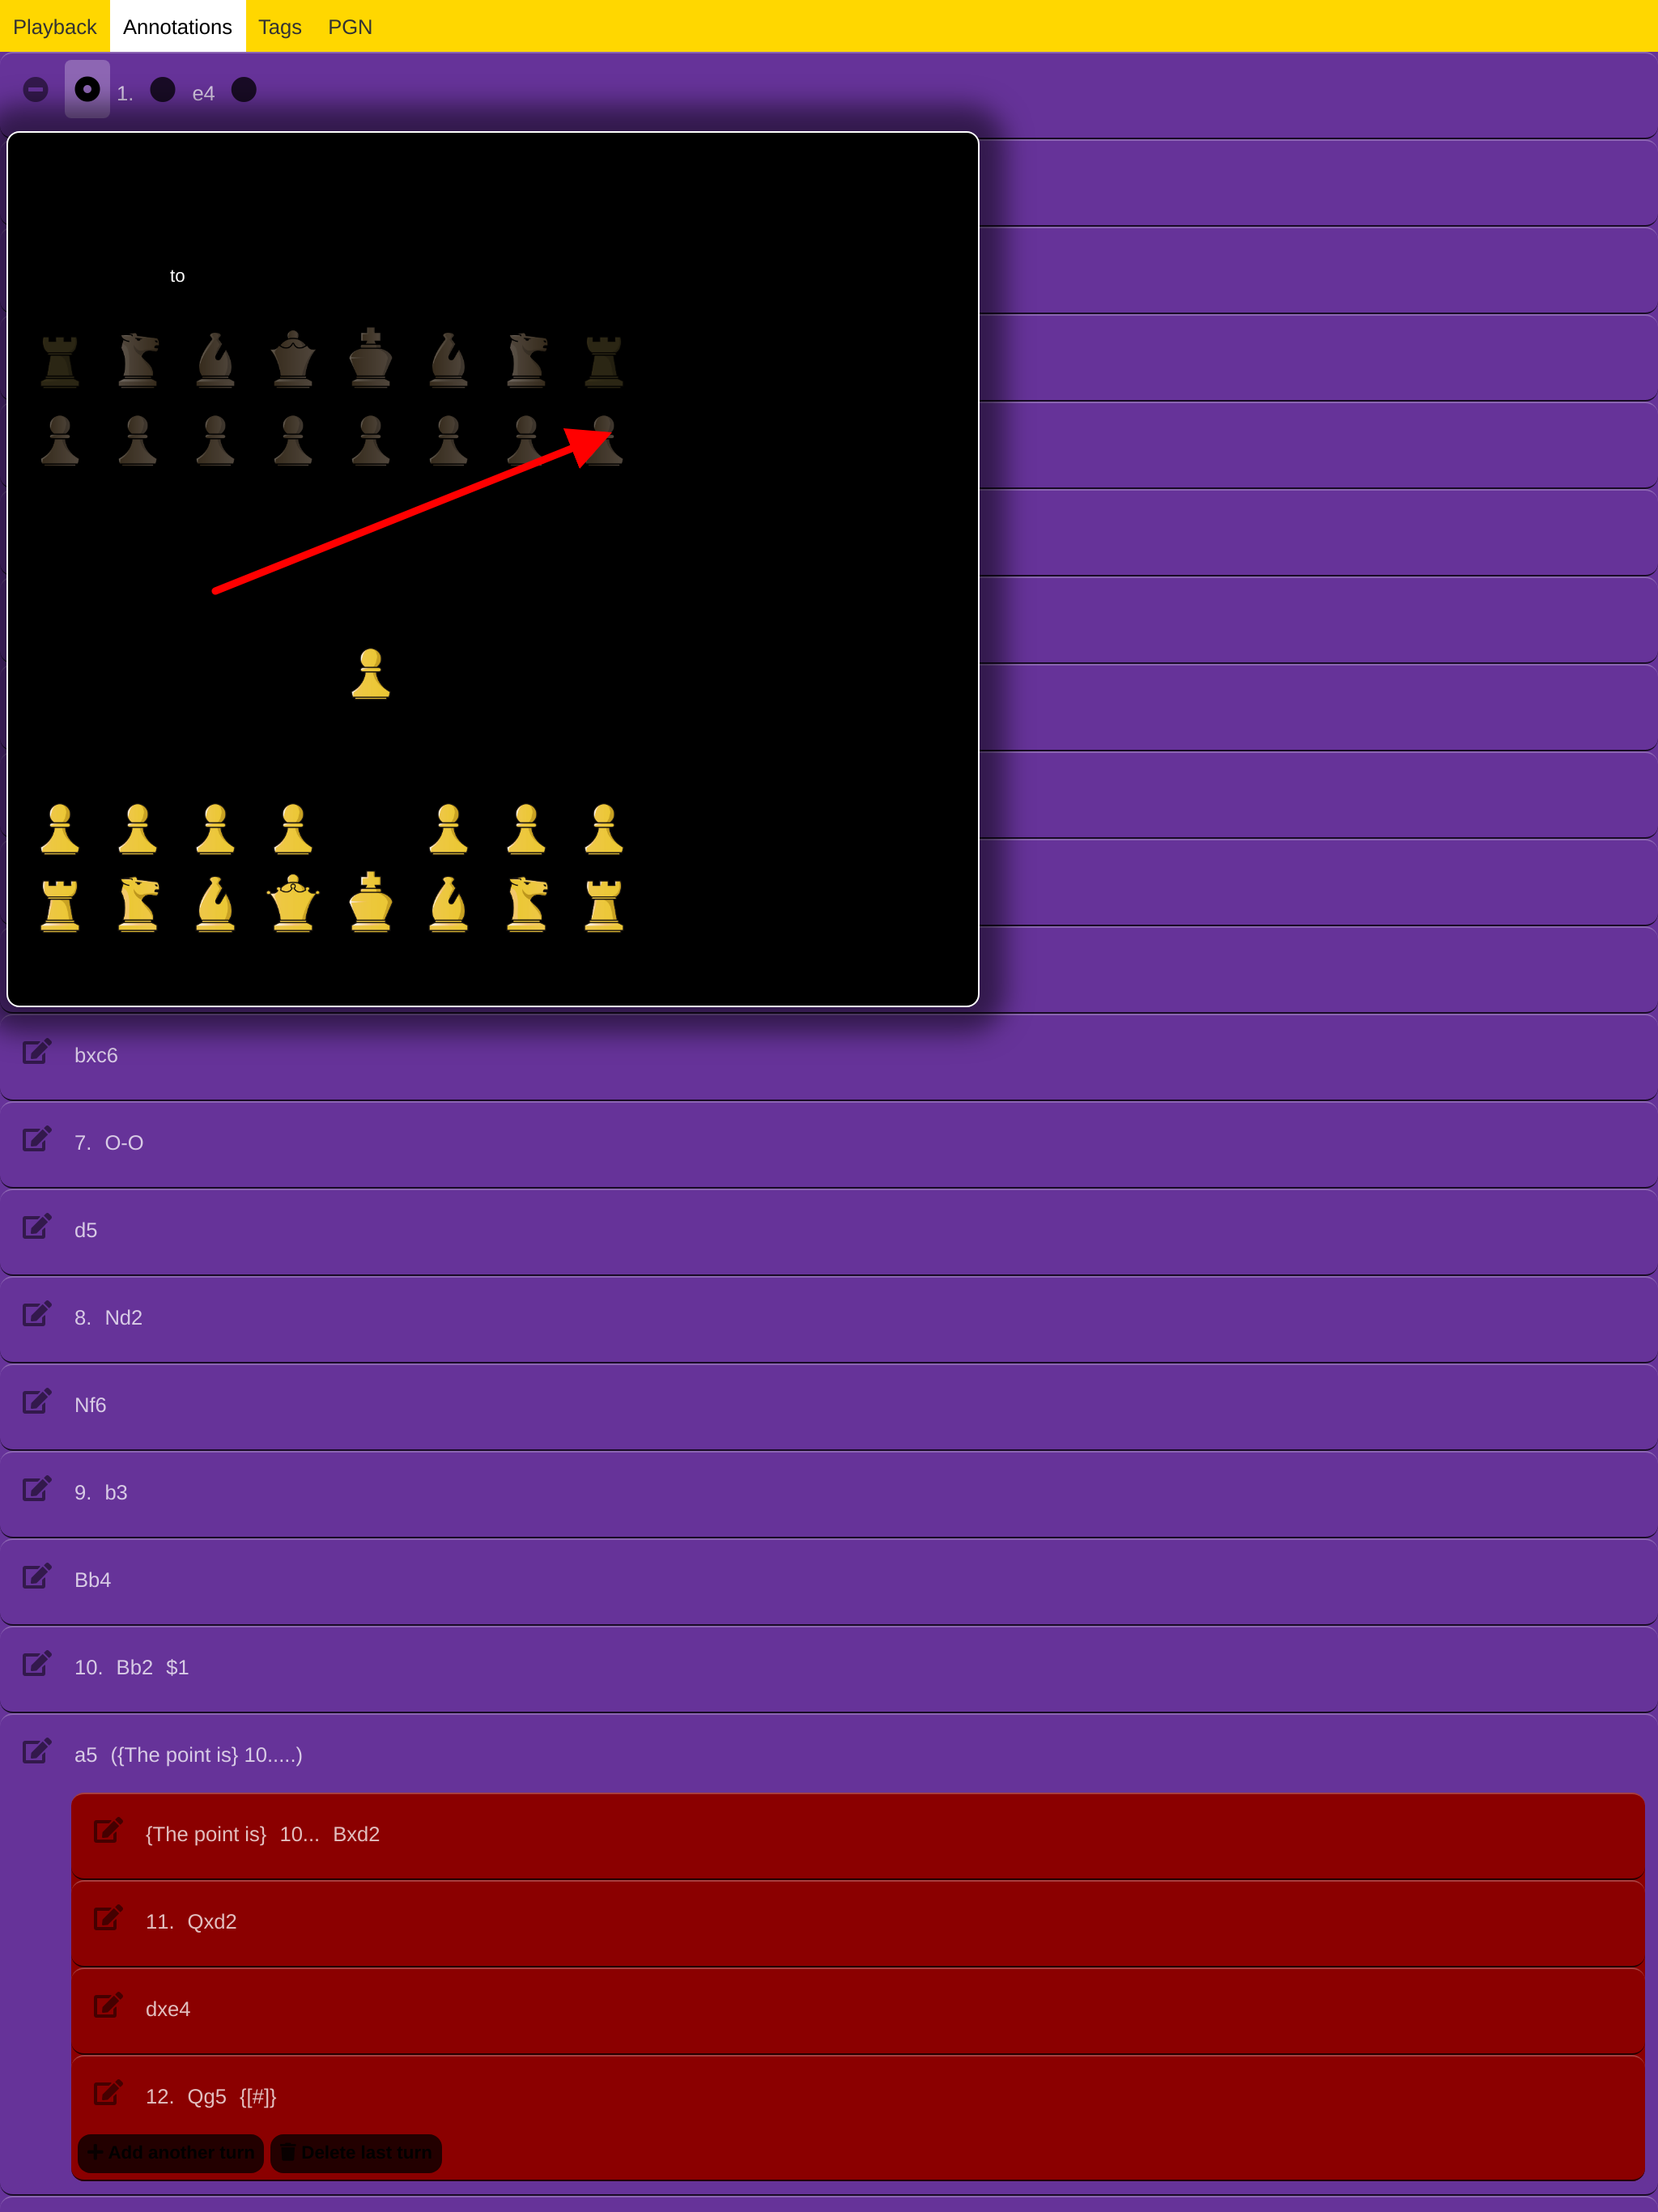 Playback Annotations Tags PGN
1. e4
to
bxc6
7. O-O
d5
8. Nd2
Nf6
9. b3
Bb4
10. Bb2 $1
a5 ({The point is} 10.....)
{The point is} 10... Bxd2
11. Qxd2
dxe4
12. Qg5 {[#]}
Add another turn Delete last turn